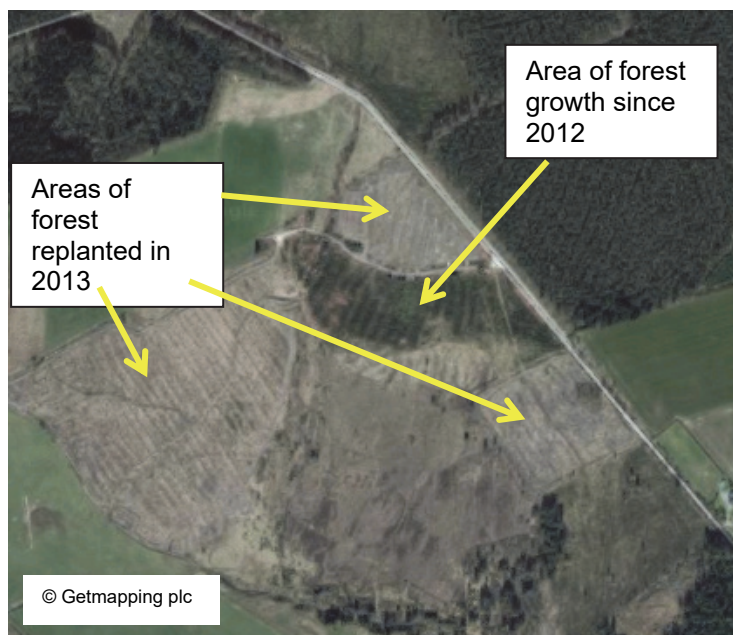 Area of forest
growth since
2012
Areas of
forest
replanted in
2013
© Getmapping plc